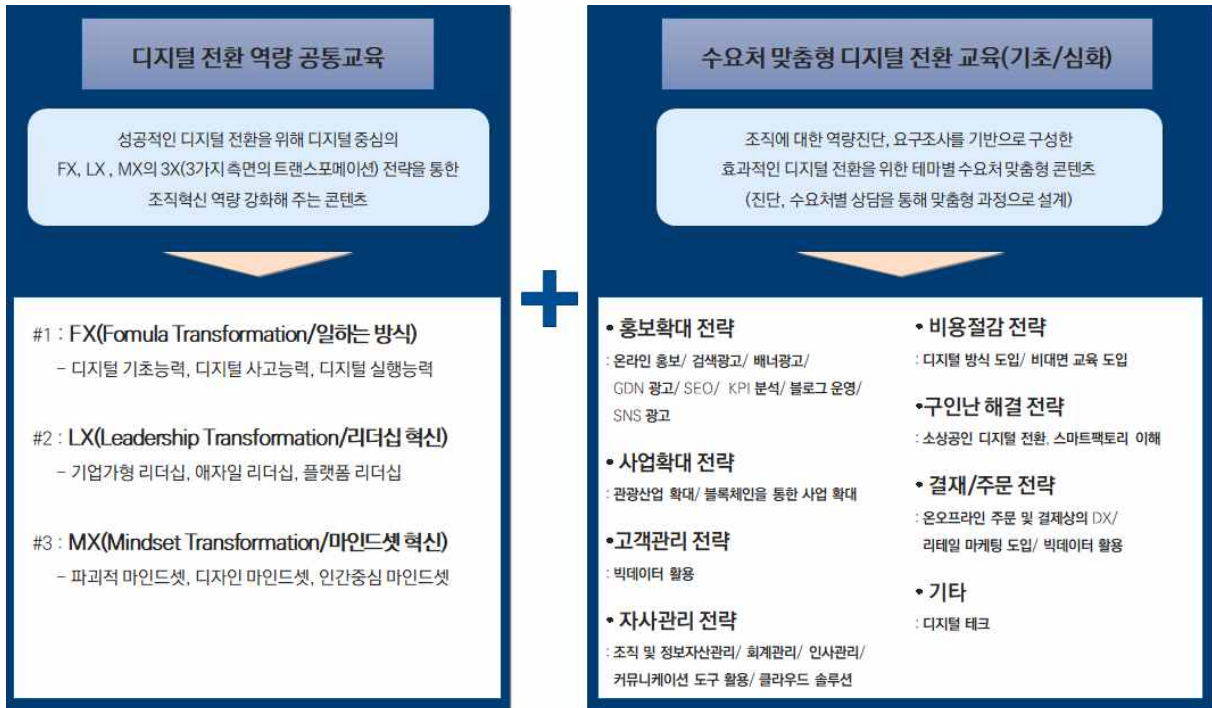 디지털 전환 역량 공통교육
성공적인 디지털 전환을 위해 디지털 중심의
FX, LX , MX의 3X(3가지 측면의 트랜스포메이션) 전략을 통한
조직혁신 역량 강화해 주는 콘텐츠
#1 : FX(Fomula Transformation/일하는 방식)
– 디지털 기초능력, 디지털 사고능력, 디지털 실행능력
#2 : LX(Leadership Transformation/리더십 혁신)
– 기업가형 리더십, 애자일 리더십, 플랫폼 리더십
#3 : MX(Mindset Transformation/마인드셋 혁신)
– 파괴적 마인드셋, 디자인 마인드셋, 인간중심 마인드셋
+
수요처 맞춤형 디지털 전환 교육(기초/심화)
조직에 대한 역량진단, 요구조사를 기반으로 구성한
효과적인 디지털 전환을 위한 테마별 수요처 맞춤형 콘텐츠
(진단, 수요처별 상담을 통해 맞춤형 과정으로 설계)
• 홍보확대 전략
: 온라인 홍보/ 검색광고/ 배너광고/
GDN 광고/ SEO/ KPI 분석/ 블로그 운영/
SNS 광고
• 사업확대 전략
: 관광산업 확대/ 블록체인을 통한 사업 확대
•고객관리 전략
: 빅데이터 활용
• 자사관리 전략
: 조직 및 정보자산관리/ 회계관리/ 인사관리/
커뮤니케이션 도구 활용/ 클라우드 솔루션
• 비용절감 전략
: 디지털 방식 도입/ 비대면 교육 도입
•구인난 해결 전략
: 소상공인 디지털 전환, 스마트팩토리 이해
• 결재/주문 전략
: 온오프라인 주문 및 결제상의 DX/
리테일 마케팅 도입/ 빅데이터 활용
• 기타
: 디지털 테크